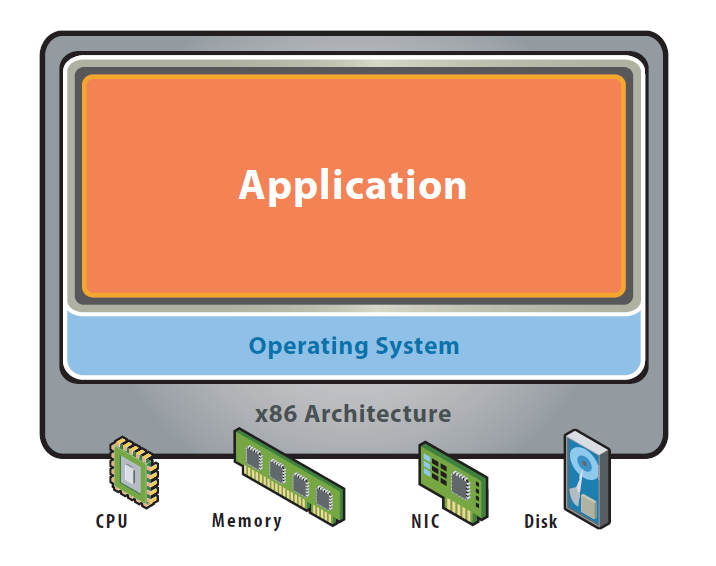 Application
Operating System
x86 Architecture
CPU
Memory
NIC
Disk